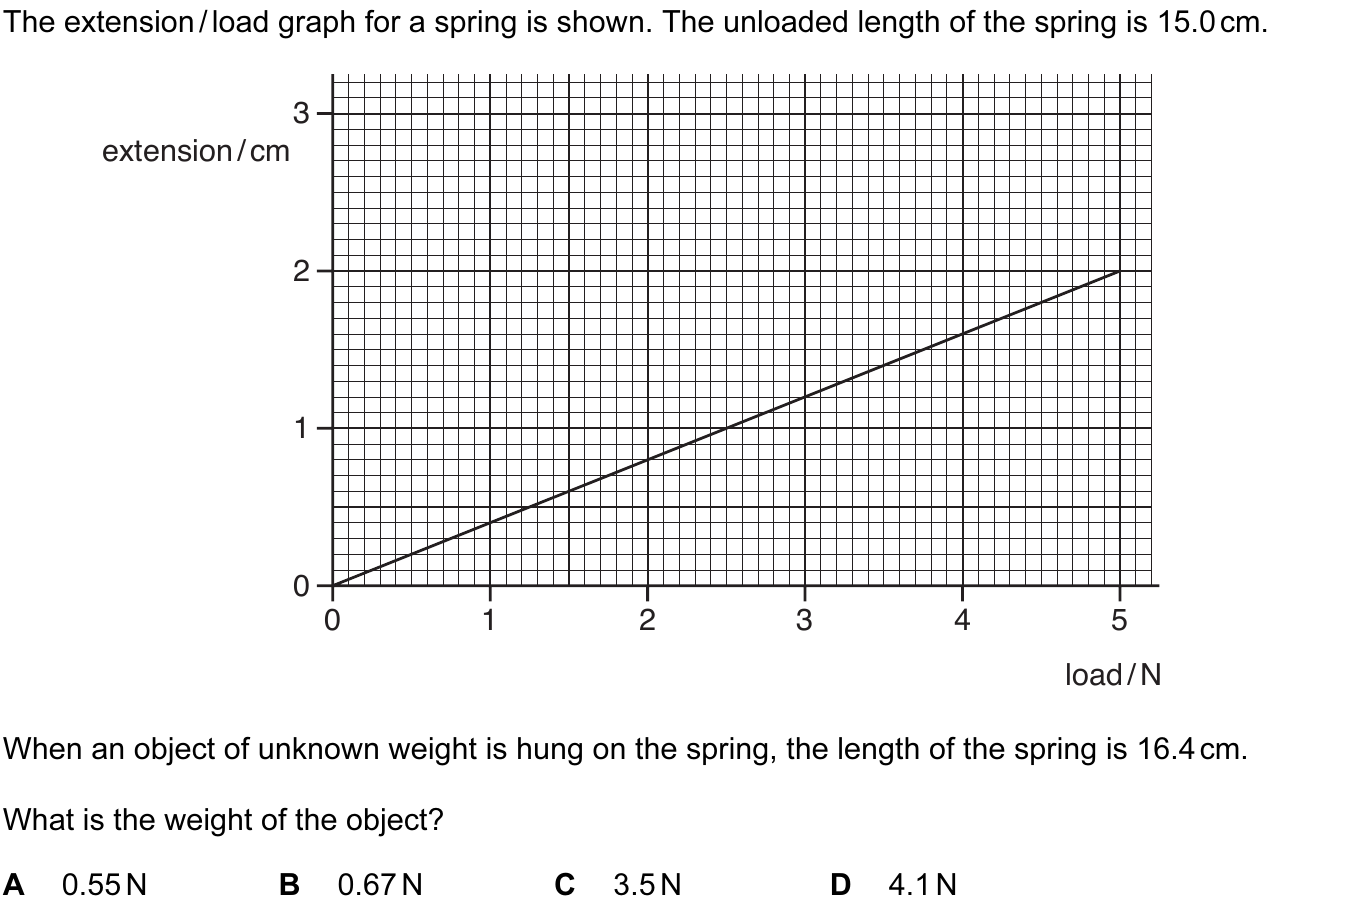 The extension / load graph for a spring is shown. The unloaded length of the spring is 15.0 cm.
3
extension / cm
2
1
0
0 1 2 3 4 5
load / N
When an object of unknown weight is hung on the spring, the length of the spring is 16.4 cm.
What is the weight of the object?
A 0.55 N B 0.67 N C 3.5 N D 4.1 N